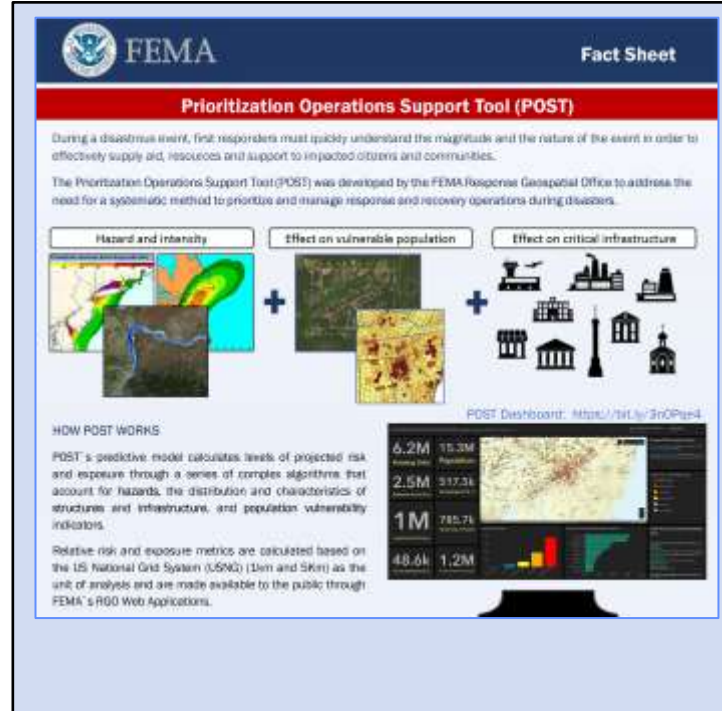 FEMA
Fact Sheet
Prioritization Operations Support Tool (POST)
During a disastrous event, first responders must quickly understand the magnitude and the nature of the event in order to
effectively supply aid, resources and support to impacted citizens and communities.
The Prioritization Operations Support Tool (POST) was developed by the FEMA Response Geospatial Office to address the
need for a systematic method to prioritize and manage response and recovery operations during disasters.
Hazard and intensity
Effect on vulnerable population
Effect on critical infrastructure
POST Dashboard: https://bit.ly/
HOW POST WORKS
POST`s predictive model calculates levels of projected risk
and exposure through a series of complex algorithms that
account for hazards, the distribution and characteristics of
structures and infrastructure, and population vulnerability
indicators.
Relative risk and exposure metrics are calculated based on
the US National Grid System (USNG) (1km and 5Km) as the
unit of analysis and are made available to the public through
FEMA`s RGO Web Applications.
6.2M 15.3M
Population
2.5M 517.3k
1M 785.7k
48.6k 1.2M